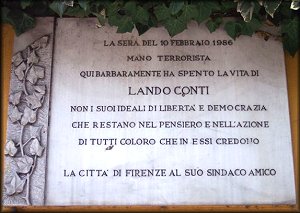 LA SERA DEL 10 FEBBRAIO 1986
MANO TERRORISTA
QUI BARBARAMENTE HA SPENTO LA VITA DI
LANDO CONTI
NON I SUOI IDEALI DI LIBERTA' E DEMOCRAZIA
CHE RESTANO NEL PENSIERO E NELL'AZIONE
DI TUTTI COLORO CHE IN ESSI CREDONO
LA CITTA' DI FIRENZE AL SUO SINDACO AMICO